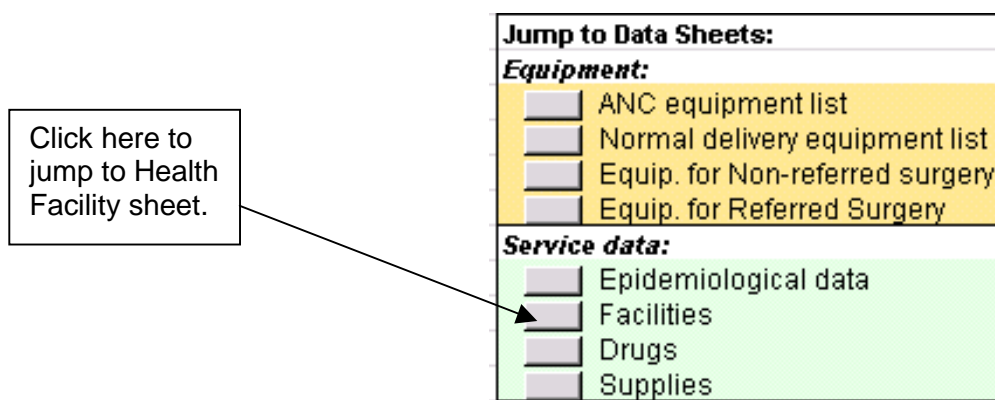 Click here to
jump to Health
Facility sheet.
Jump to Data Sheets:
Equipment:
ANC equipment list
Normal delivery equipment list
Equip. for Non-referred surgery
Equip. for Referred Surgery
Service data:
Epidemiological data
Facilities
Drugs
Supplies